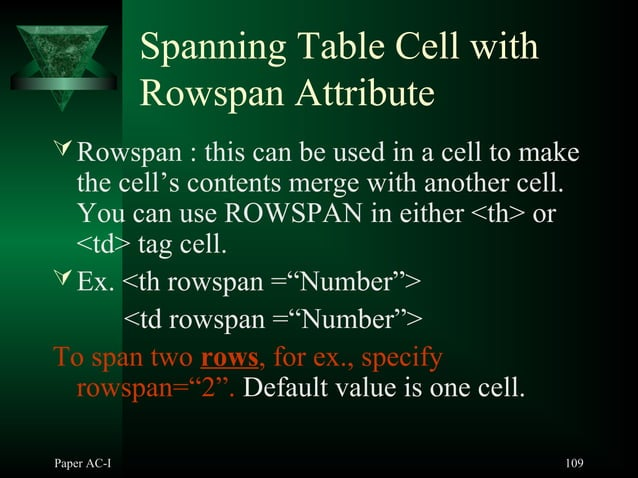 Spanning Table Cell with
Rowspan Attribute
Rowspan : this can be used in a cell to make
the cell’s contents merge with another cell.
You can use ROWSPAN in either <th> or
<td> tag cell.
Ex. <th rowspan =“Number”>
<td rowspan =“Number”>
To span two rows, for ex., specify
rowspan=“2”. Default value is one cell.
Paper AC-I
109